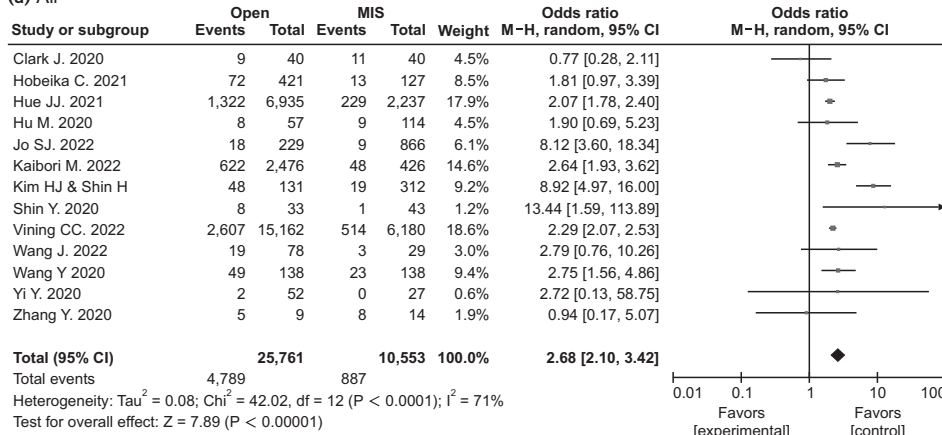 (d) All
Open MIS Odds ratio Odds ratio
Study or subgroup Events Total Events Total Weight M−H, random, 95% CI M−H, random, 95% CI
Clark J. 2020 9 40 11 40 4.5% 0.77 [0.28, 2.11]
Hobeika C. 2021 72 421 13 127 8.5% 1.81 [0.97, 3.39]
Hue JJ. 2021 1,322 6,935 229 2,237 17.9% 2.07 [1.78, 2.40]
Hu M. 2020 8 57 9 114 4.5% 1.90 [0.69, 5.23]
Jo SJ. 2022 18 229 9 866 6.1% 8.12 [3.60, 18.34]
Kaibori M. 2022 622 2,476 48 426 14.6% 2.64 [1.93, 3.62]
Kim HJ & Shin H 48 131 19 312 9.2% 8.92 [4.97, 16.00]
Shin Y. 2020 8 33 1 43 1.2% 13.44 [1.59, 113.89]
Vining CC. 2022 2,607 15,162 514 6,180 18.6% 2.29 [2.07, 2.53]
Wang J. 2022 19 78 3 29 3.0% 2.79 [0.76, 10.26]
Wang Y 2020 49 138 23 138 9.4% 2.75 [1.56, 4.86]
Yi Y. 2020 2 52 0 27 0.6% 2.72 [0.13, 58.75]
Zhang Y. 2020 5 9 8 14 1.9% 0.94 [0.17, 5.07]
Total (95% CI) 25,761 10,553 100.0% 2.68 [2.10, 3.42]
Total events 4,789 887
Heterogeneity: Tau² = 0.08; Chi² = 42.02, df = 12 (P < 0.0001); I² = 71%
Test for overall effect: Z = 7.89 (P < 0.00001)
0.01 0.1 1 10 100
Favors Favors
[experimental] [control]